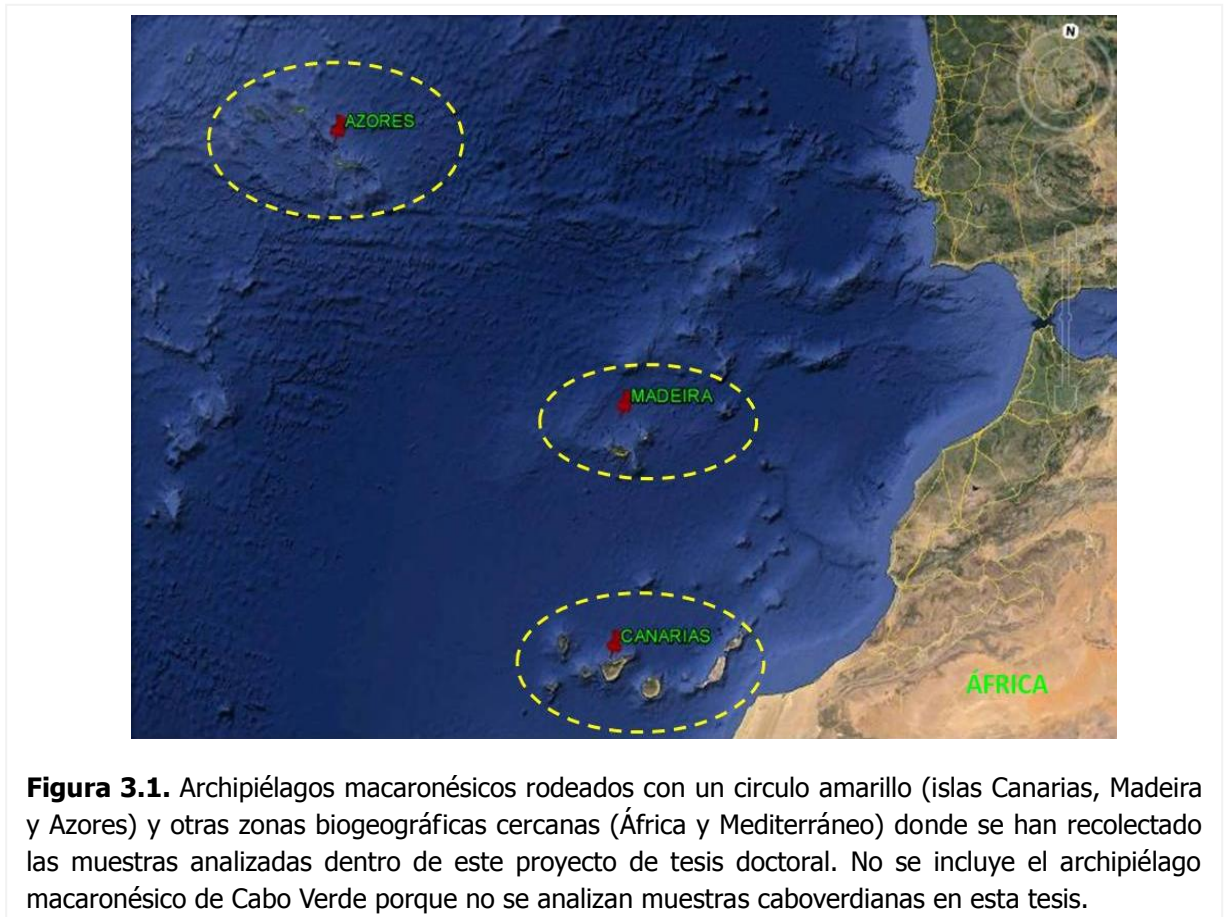 N
AZORES
MADEIRA
CANARIAS
ÁFRICA
Figura 3.1. Archipiélagos macaronésicos rodeados con un circulo amarillo (islas Canarias, Madeira
y Azores) y otras zonas biogeográficas cercanas (África y Mediterráneo) donde se han recolectado
las muestras analizadas dentro de este proyecto de tesis doctoral. No se incluye el archipiélago
macaronésico de Cabo Verde porque no se analizan muestras caboverdianas en esta tesis.